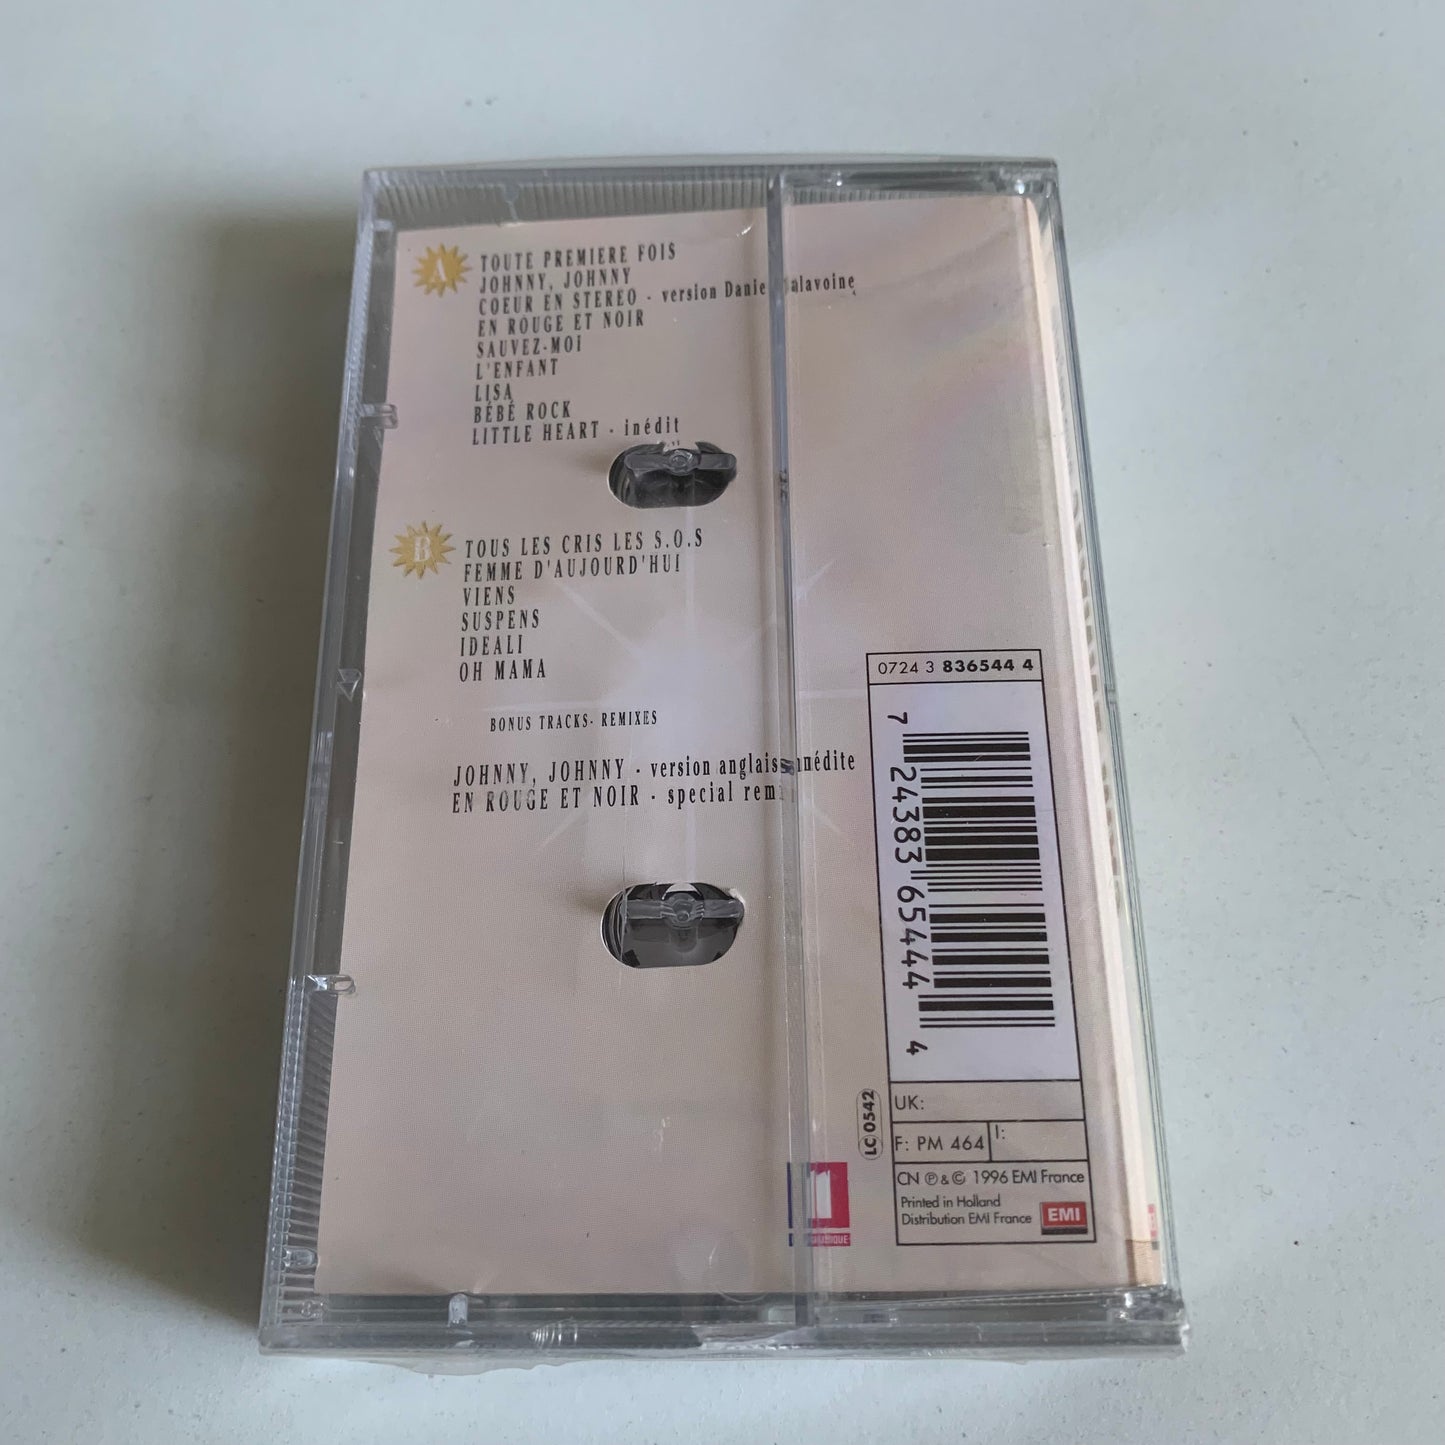 A
TOUTE PREMIERE FOIS
JOHNNY, JOHNNY
COEUR EN STEREO - version Daniel Balavoine
EN ROUGE ET NOIR
SAUVEZ-MOI
L'ENFANT
LISA
BÉBÉ ROCK
LITTLE HEART - inédit
B
TOUS LES CRIS LES S.O.S
FEMME D'AUJOURD'HUI
VIENS
SUSPENS
IDEALI
OH MAMA
BONUS TRACKS- REMIXES
JOHNNY, JOHNNY - version anglaise inédite
EN ROUGE ET NOIR - special remix
0724 3 836544 4
7 24383 65444 4
LC 0542
UK:
F: PM 464
I:
CN ℗ & © 1996 EMI France
Printed in Holland
Distribution EMI France
EMI